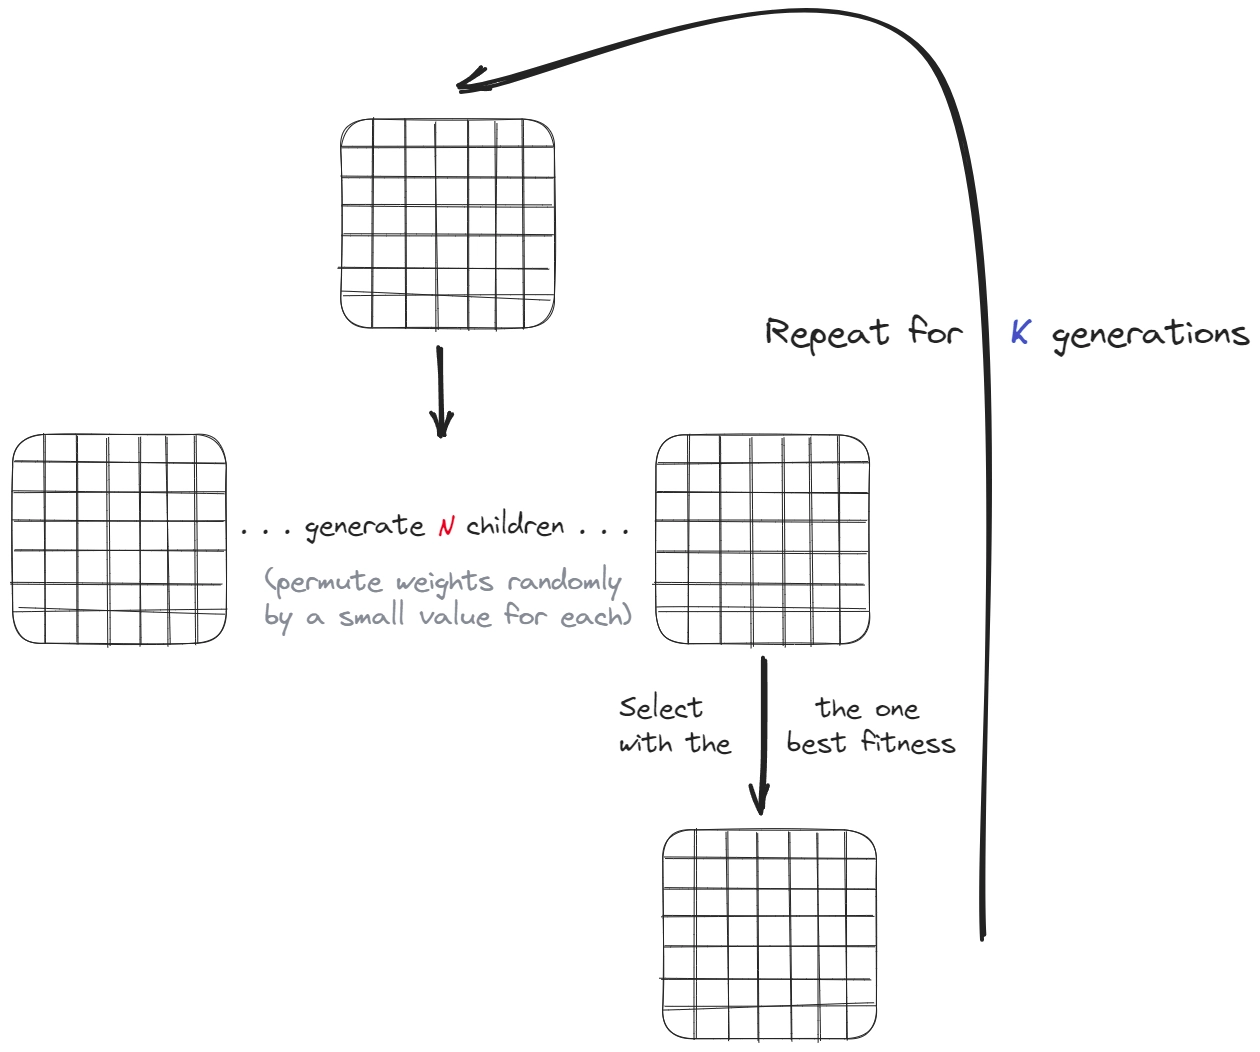 Repeat for K generations
. . . generate N children . . .
(permute weights randomly
by a small value for each)
Select the one
with the best fitness